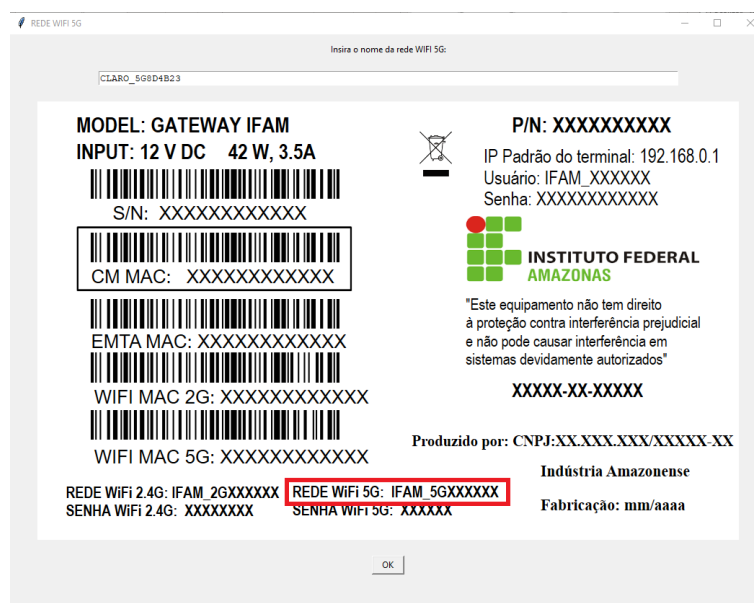 REDE WIFI 5G
Insira o nome da rede WIFI 5G:
CLARO_5G8D4B23
MODEL: GATEWAY IFAM
INPUT: 12 V DC 42 W, 3.5A
S/N: XXXXXXXXXXXX
CM MAC: XXXXXXXXXXXX
EMTA MAC: XXXXXXXXXXXX
WIFI MAC 2G: XXXXXXXXXXXX
WIFI MAC 5G: XXXXXXXXXXXX
REDE WiFi 2.4G: IFAM_2GXXXXXX
SENHA WiFi 2.4G: XXXXXXXX
REDE WiFi 5G: IFAM_5GXXXXXX
SENHA WiFi 5G: XXXXXX
P/N: XXXXXXXXXX
IP Padrão do terminal: 192.168.0.1
Usuário: IFAM_XXXXXX
Senha: XXXXXXXXXXXX
INSTITUTO FEDERAL
AMAZONAS
"Este equipamento não tem direito
à proteção contra interferência prejudicial
e não pode causar interferência em
sistemas devidamente autorizados"
XXXXX-XX-XXXXX
Produzido por: CNPJ:XX.XXX.XXX/XXXXX-XX
Indústria Amazonense
Fabricação: mm/aaaa
OK